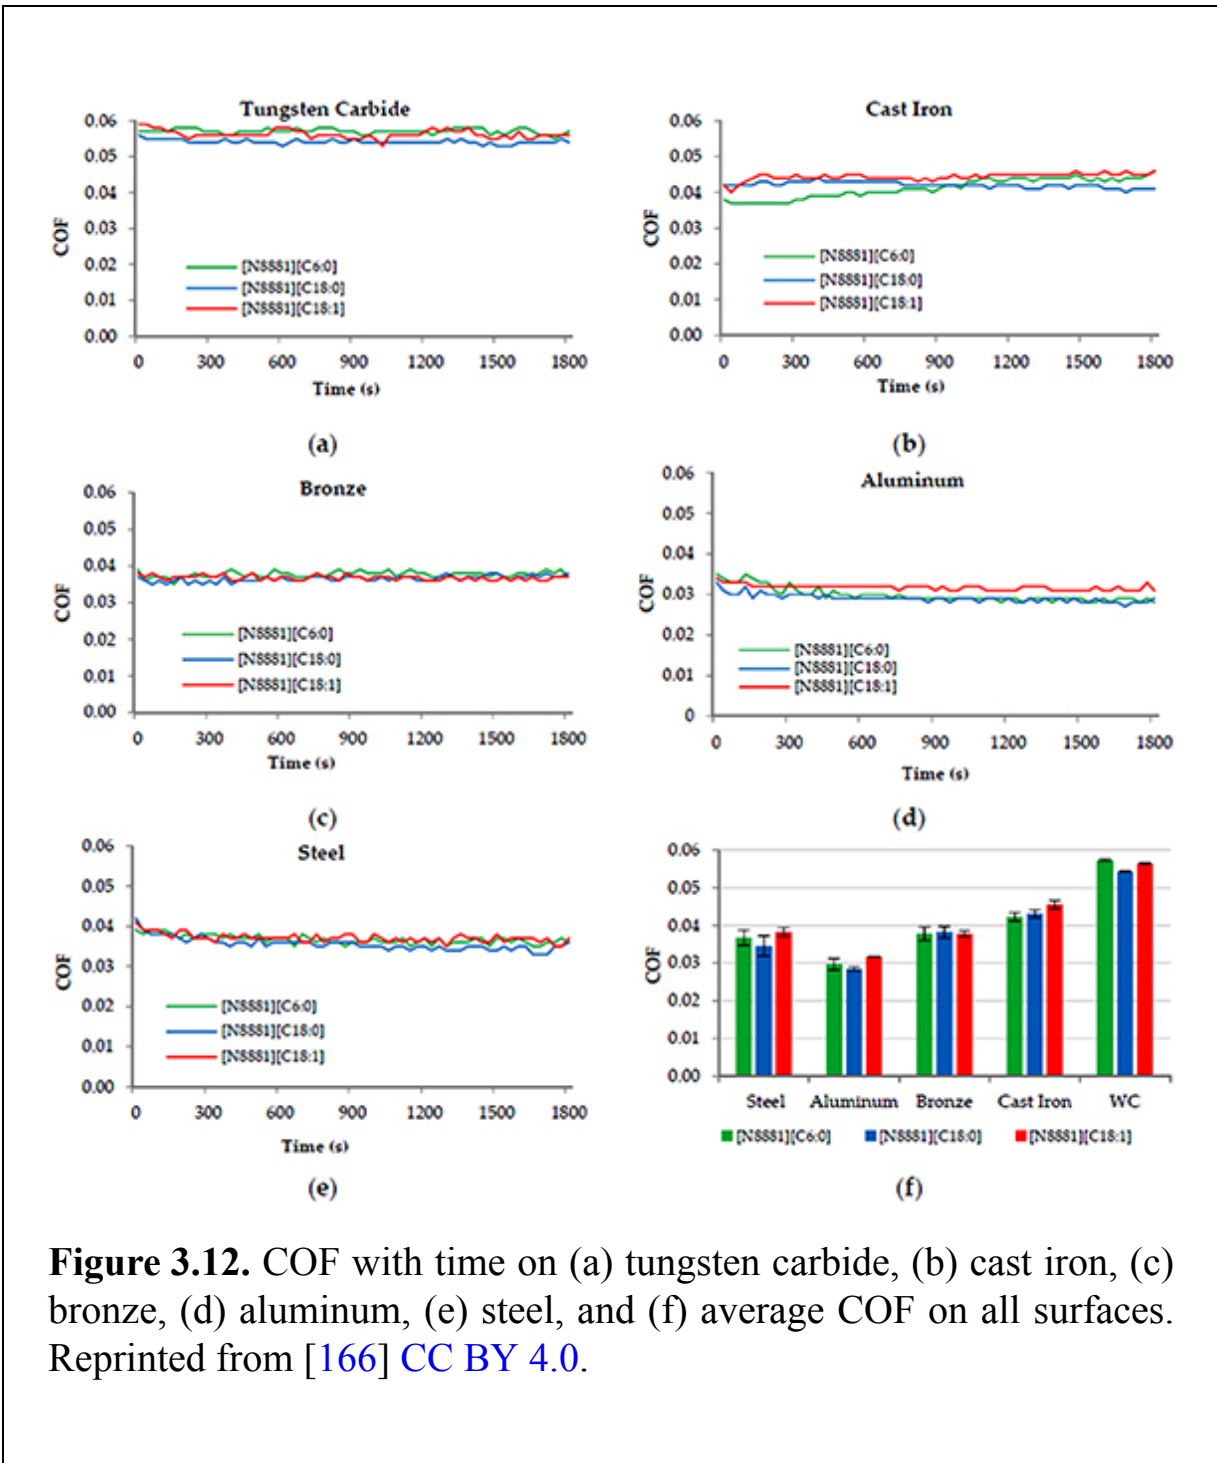 Tungsten Carbide
0.06
0.05
0.04
0.03
0.02
0.01
0.00
COF
[N8881][C6:0]
[N8881][C18:0]
[N8881][C18:1]
0 300 600 900 1200 1500 1800
Time (s)
(a)
Cast Iron
0.06
0.05
0.04
0.03
0.02
0.01
0.00
COF
[N8881][C6:0]
[N8881][C18:0]
[N8881][C18:1]
0 300 600 900 1200 1500 1800
Time (s)
(b)
Bronze
0.06
0.05
0.04
0.03
0.02
0.01
0.00
COF
[N8881][C6:0]
[N8881][C18:0]
[N8881][C18:1]
0 300 600 900 1200 1500 1800
Time (s)
(c)
Aluminum
0.06
0.05
0.04
0.03
0.02
0.01
0
COF
[N8881][C6:0]
[N8881][C18:0]
[N8881][C18:1]
0 300 600 900 1200 1500 1800
Time (s)
(d)
Steel
0.06
0.05
0.04
0.03
0.02
0.01
0.00
COF
[N8881][C6:0]
[N8881][C18:0]
[N8881][C18:1]
0 300 600 900 1200 1500 1800
Time (s)
(e)
0.06
0.05
0.04
0.03
0.02
0.01
0.00
COF
Steel Aluminum Bronze Cast Iron WC
[N8881][C6:0] [N8881][C18:0] [N8881][C18:1]
(f)
Figure 3.12. COF with time on (a) tungsten carbide, (b) cast iron, (c)
bronze, (d) aluminum, (e) steel, and (f) average COF on all surfaces.
Reprinted from [166] CC BY 4.0.